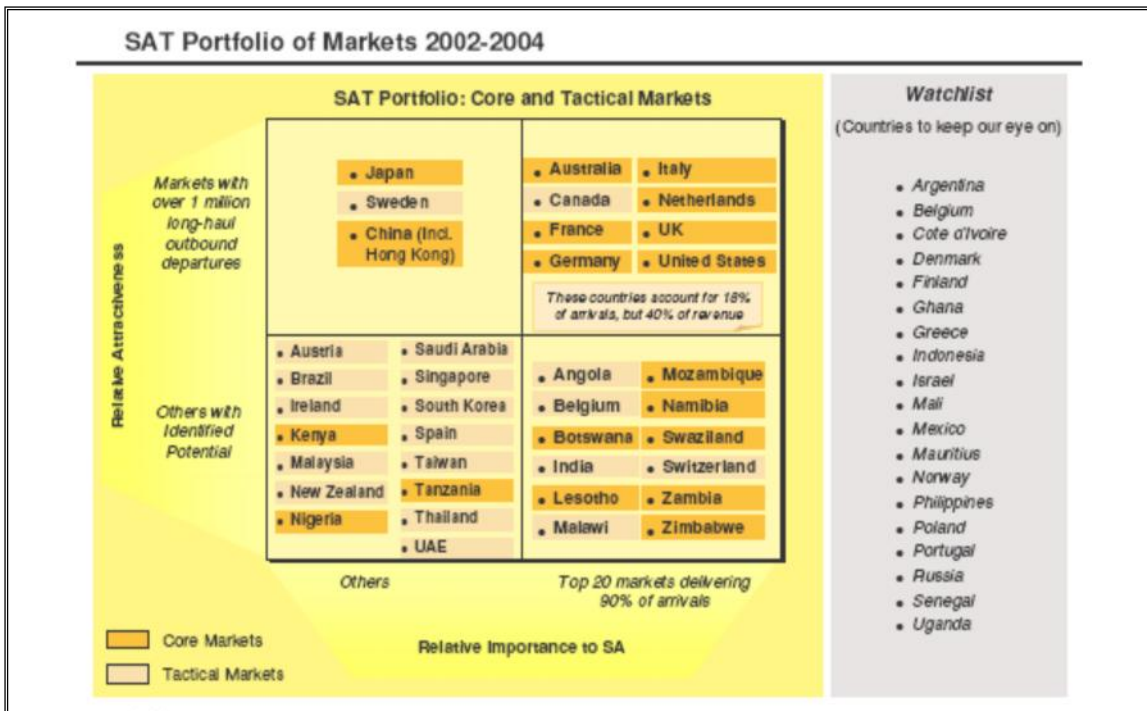 SAT Portfolio of Markets 2002-2004
SAT Portfolio: Core and Tactical Markets
Relative Attractiveness
Markets with
over 1 million
long-haul
outbound
departures
• Japan
• Sweden
• China (Incl.
Hong Kong)
• Australia
• Canada
• France
• Germany
• Italy
• Netherlands
• UK
• United States
These countries account for 18%
of arrivals, but 40% of revenue
Others with
Identified
Potential
• Austria
• Brazil
• Ireland
• Kenya
• Malaysia
• New Zealand
• Nigeria
• Saudi Arabia
• Singapore
• South Korea
• Spain
• Taiwan
• Tanzania
• Thailand
• UAE
• Angola
• Belgium
• Botswana
• India
• Lesotho
• Malawi
• Mozambique
• Namibia
• Swaziland
• Switzerland
• Zambia
• Zimbabwe
Others
Top 20 markets delivering
90% of arrivals
Relative Importance to SA
Core Markets
Tactical Markets
Watchlist
(Countries to keep our eye on)
• Argentina
• Belgium
• Cote d'Ivoire
• Denmark
• Finland
• Ghana
• Greece
• Indonesia
• Israel
• Mali
• Mexico
• Mauritius
• Norway
• Philippines
• Poland
• Portugal
• Russia
• Senegal
• Uganda